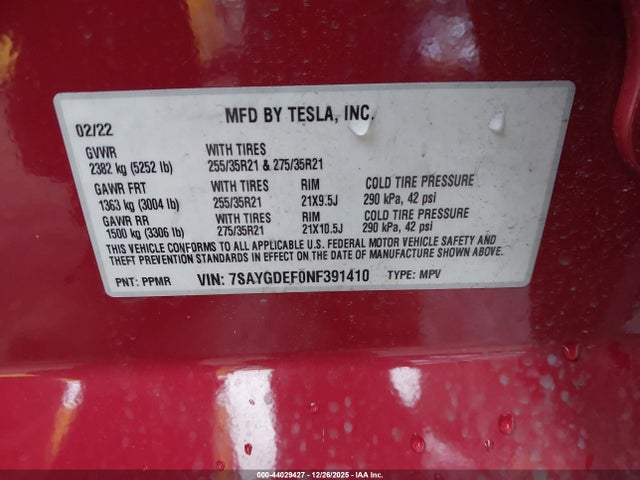 MFD BY TESLA, INC.
02/22
GVWR WITH TIRES
2382 kg (5252 lb) 255/35R21 & 275/35R21
GAWR FRT WITH TIRES RIM COLD TIRE PRESSURE
1363 kg (3004 lb) 255/35R21 21X9.5J 290 kPa, 42 psi
GAWR RR WITH TIRES RIM COLD TIRE PRESSURE
1500 kg (3306 lb) 275/35R21 21X10.5J 290 kPa, 42 psi
THIS VEHICLE CONFORMS TO ALL APPLICABLE U.S. FEDERAL MOTOR VEHICLE SAFETY AND
THEFT PREVENTION STANDARDS IN EFFECT ON THE DATE OF MANUFACTURE SHOWN ABOVE.
PNT: PPMR VIN: 7SAYGDEF0NF391410 TYPE: MPV
000-44029427 - 12/26/2025 - IAA Inc.